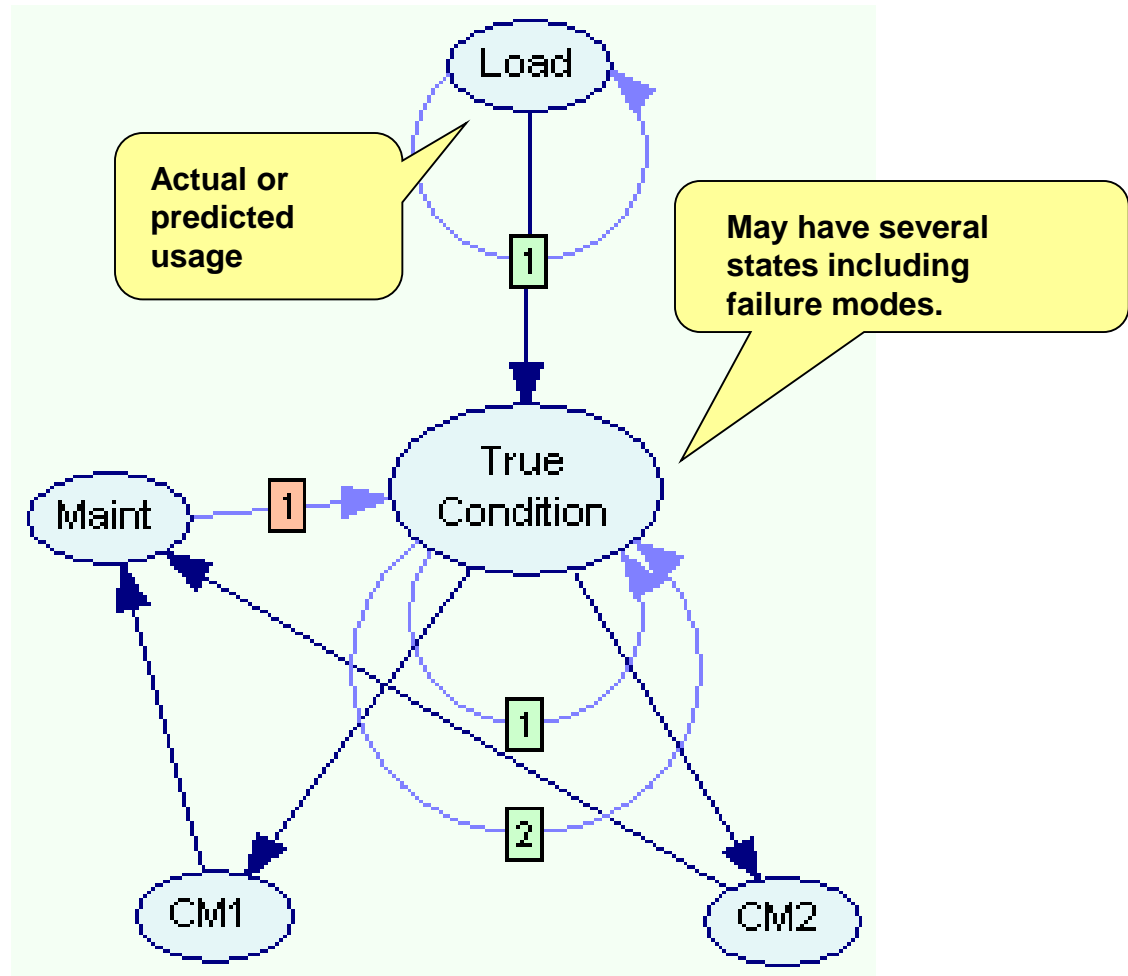 Load
Actual or
predicted
usage
May have several
states including
failure modes.
1
True
Condition
Maint
1
1
2
CM1
CM2